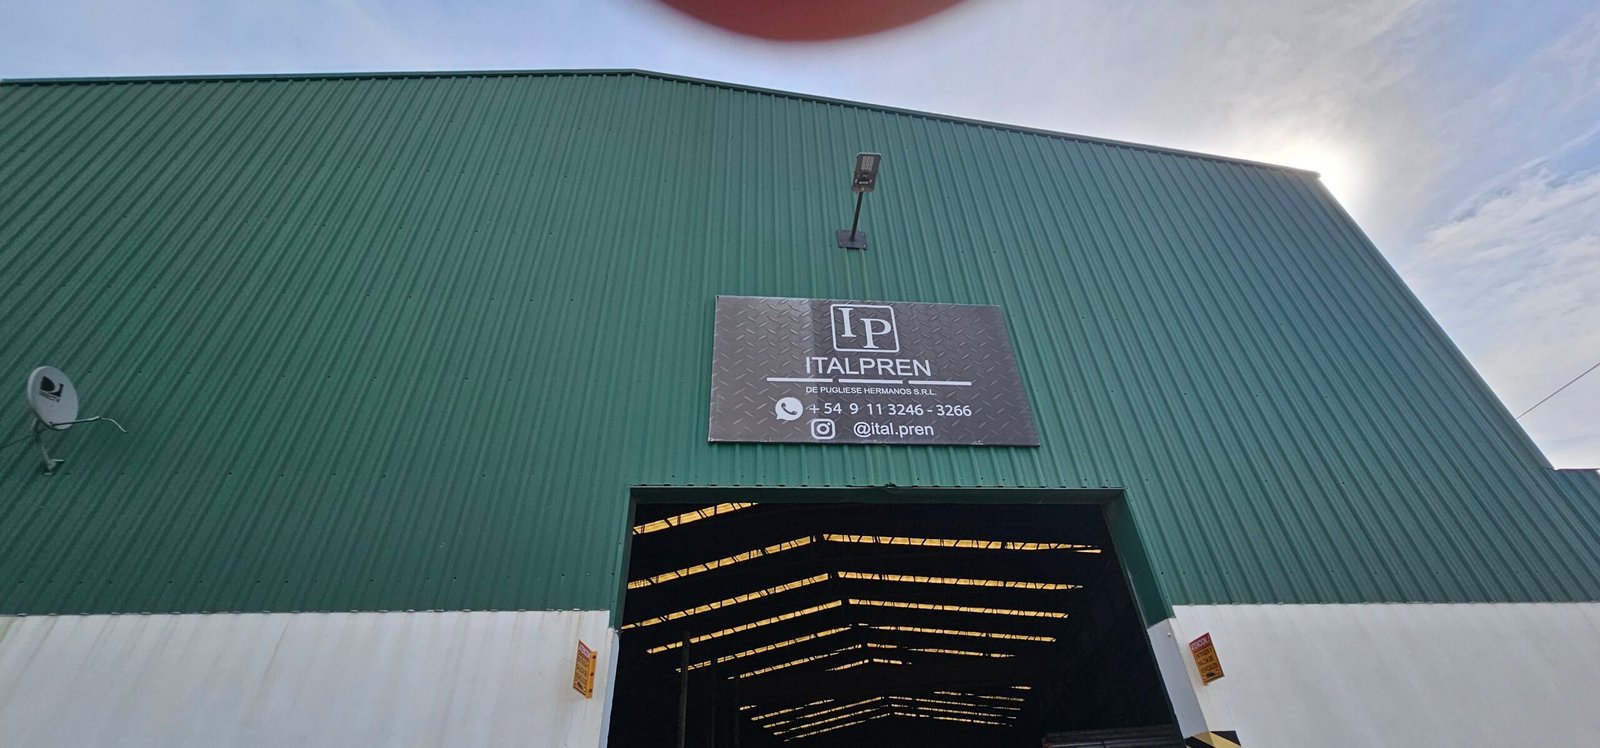 IP
ITALPREN
DE PUGLIESE HERMANOS S.R.L.
+ 54 9 11 3246 - 3266
@ital.pren